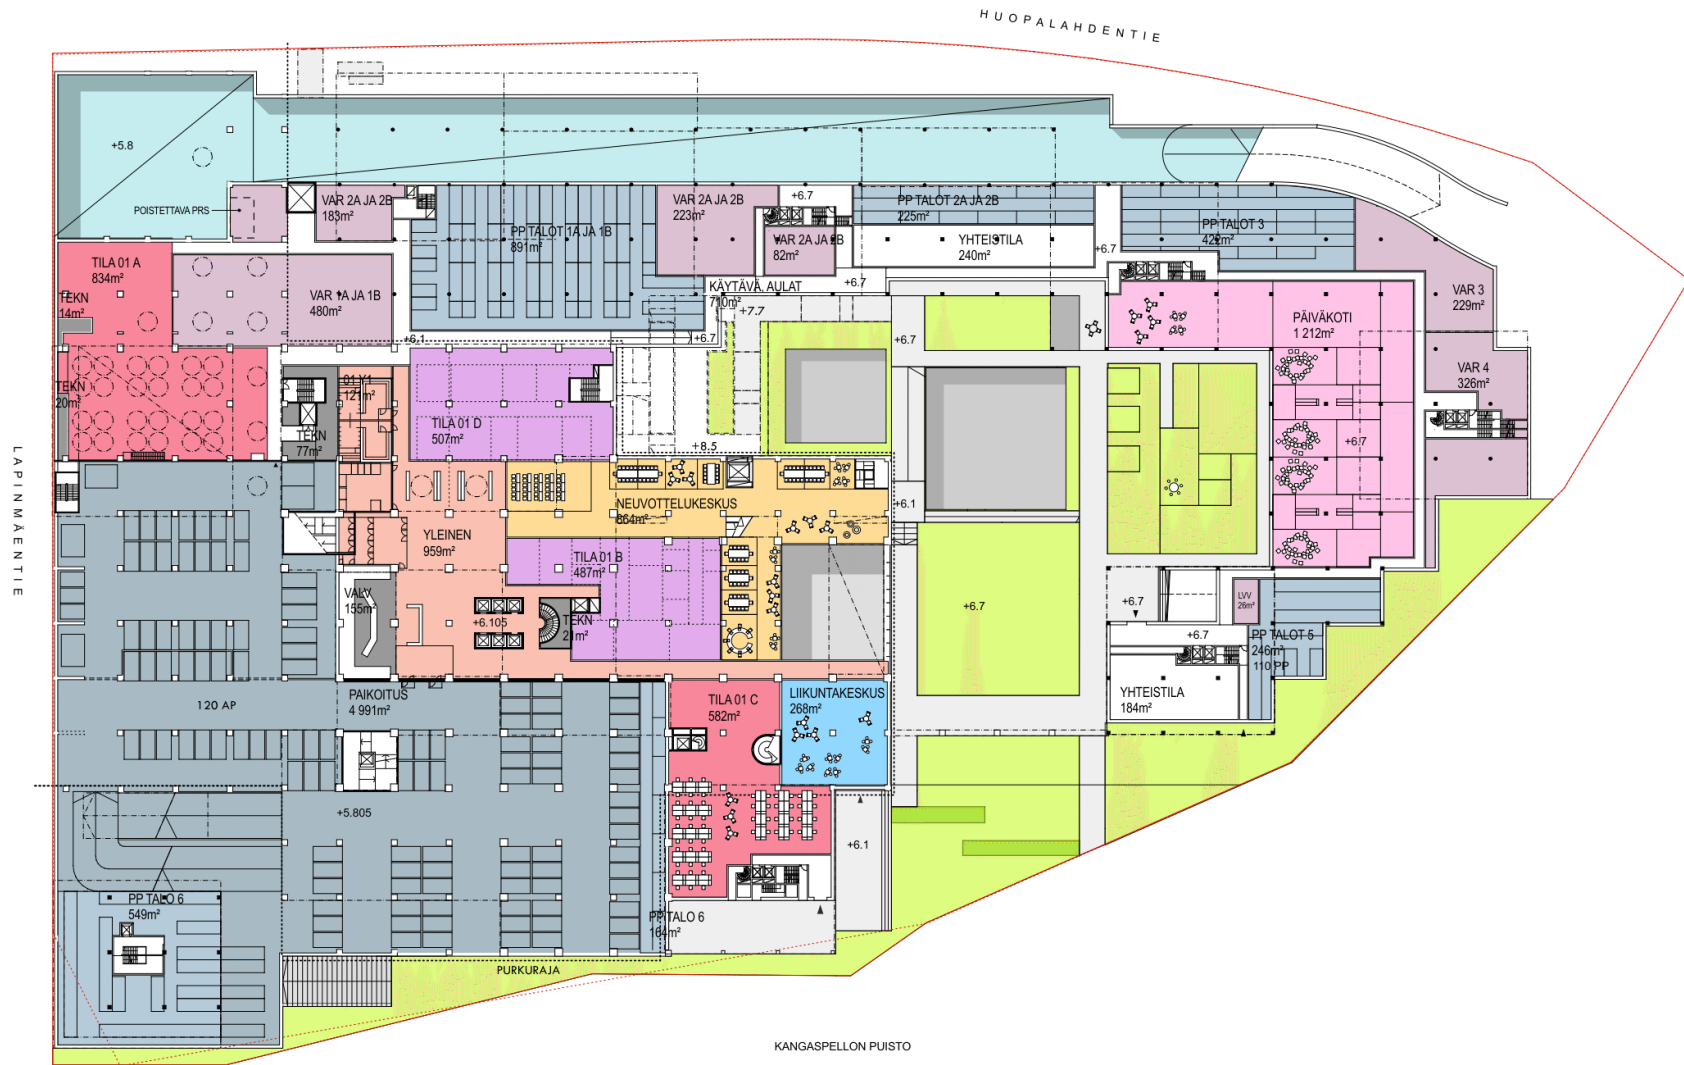 HUOPALAHDENTIE
+5.8
POISTETTAVA PRS
VAR 2A JA 2B
183m²
PP TALOT 1A JA 1B
891m²
VAR 2A JA 2B
223m²
+6.7
VAR 2A JA 2B
82m²
PP TALOT 2A JA 2B
225m²
YHTEISTILA
240m²
PP TALOT 3
422m²
+6.7
TILA 01 A
834m²
TEKN
14m²
VAR 1A JA 1B
480m²
KÄYTÄVÄ, AULAT
710m²
+6.7
+7.7
+6.7
+6.1
+6.7
PÄIVÄKOTI
1 212m²
VAR 3
229m²
VAR 4
326m²
TEKN
20m²
01 Y1
121m²
TEKN
77m²
TILA 01 D
507m²
+8.5
+6.7
LAPINMÄENTIE
NEUVOTTELUKESKUS
864m²
+6.1
YLEINEN
959m²
TILA 01 B
487m²
VALV
155m²
+6.105
TEKN
21m²
+6.7
+6.7
LVV
26m²
+6.7
PP TALOT 5
246m²
110 PP
YHTEISTILA
184m²
120 AP
PAIKOITUS
4 991m²
TILA 01 C
582m²
LIIKUNTAKESKUS
268m²
+5.805
+6.1
PP TALO 6
549m²
PP TALO 6
164m²
PURKURAJA
KANGASPELLON PUISTO